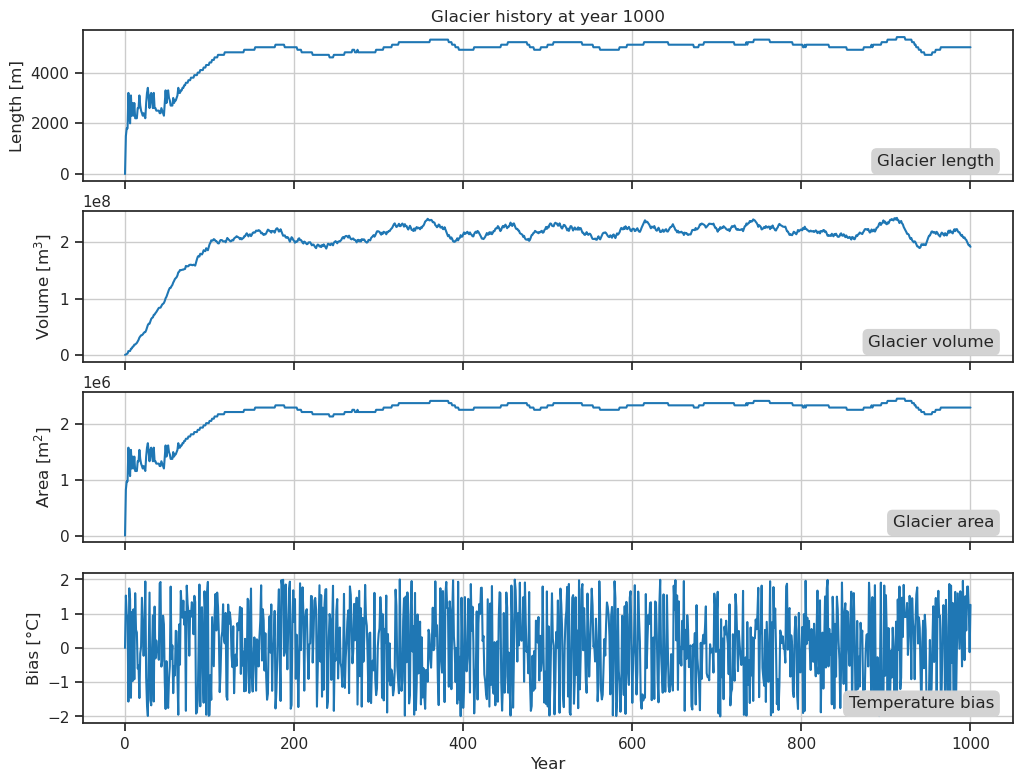 Glacier history at year 1000
Length [m]
4000
2000
0
Glacier length
1e8
Volume [m³]
2
1
0
Glacier volume
1e6
Area [m²]
2
1
0
Glacier area
Bias [°C]
2
1
0
−1
−2
Temperature bias
0 200 400 600 800 1000
Year